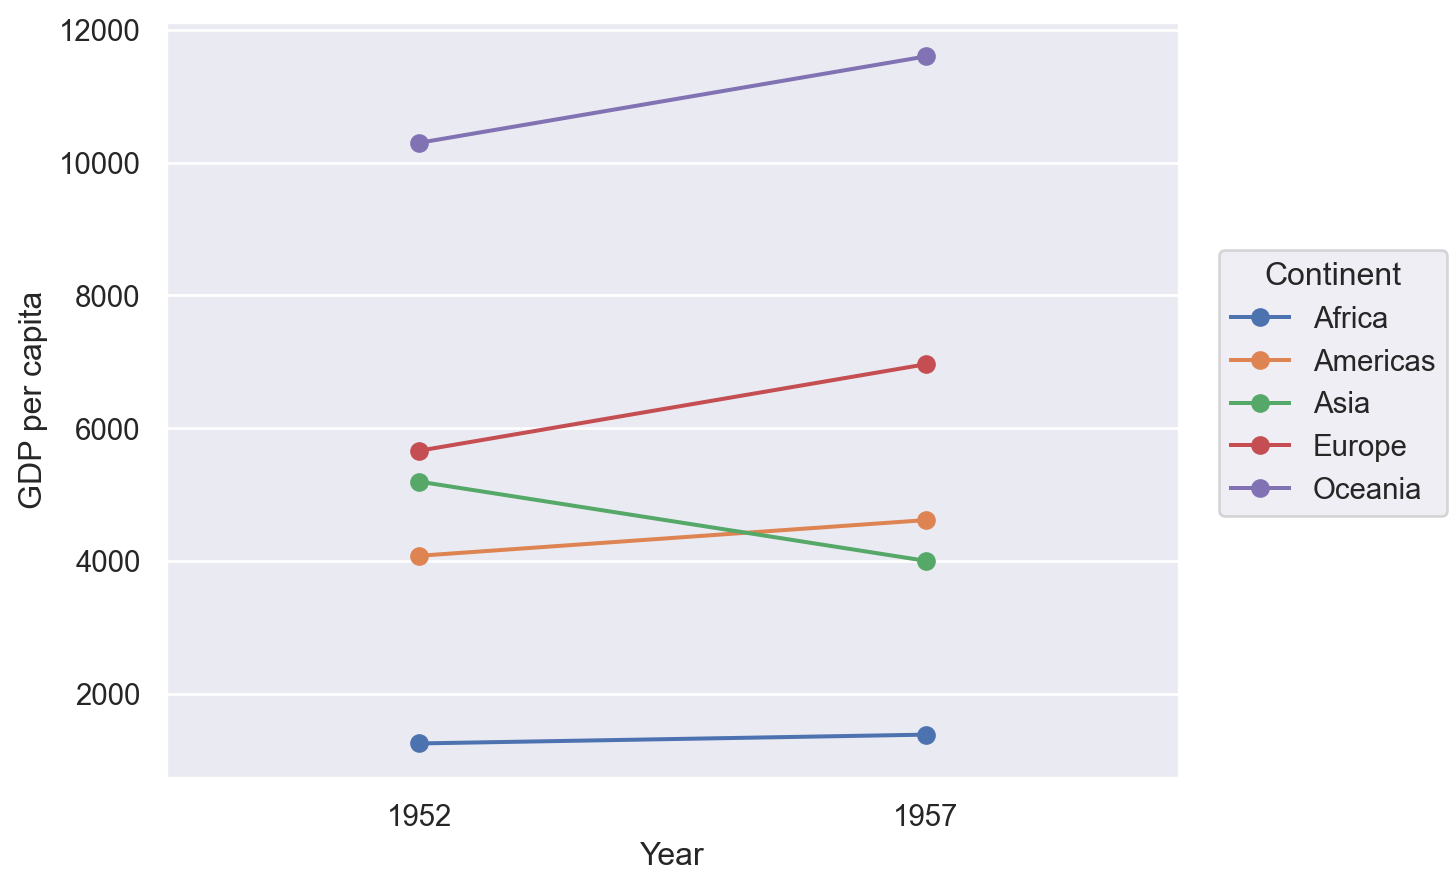 GDP per capita
12000
10000
8000
6000
4000
2000
1952
1957
Year
Continent
Africa
Americas
Asia
Europe
Oceania